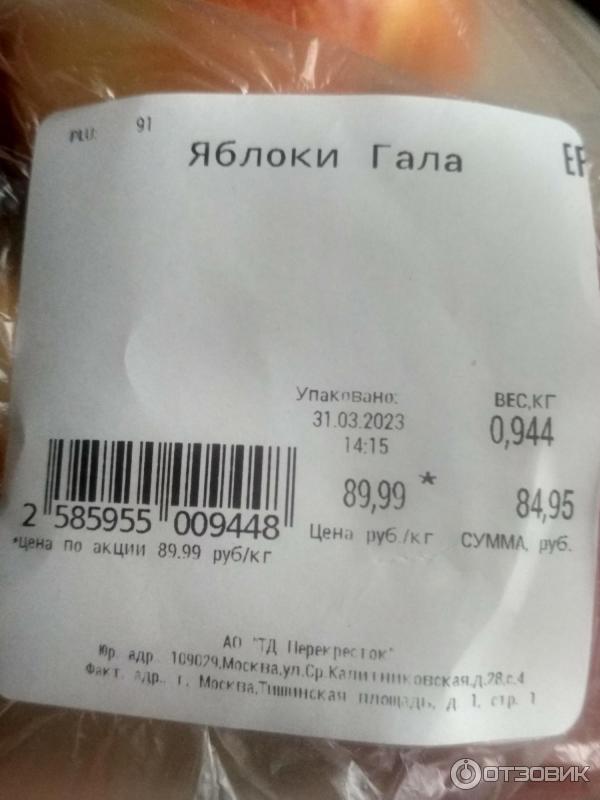 PLU: 91
Яблоки Гала
ЕР
Упаковано:
31.03.2023
14:15
ВЕС,КГ
0,944
89,99 *
84,95
Цена руб./кг
СУММА, руб.
2 585955 009448
*цена по акции 89.99 руб/кг
АО "ТД Перекресток"
Юр. адр.. 109029,Москва,ул.Ср.Калитниковская,д.28,с.4
Факт. адр.. г. Москва,Тишинская площадь, д. 1, стр. 1
ОТЗОВИК